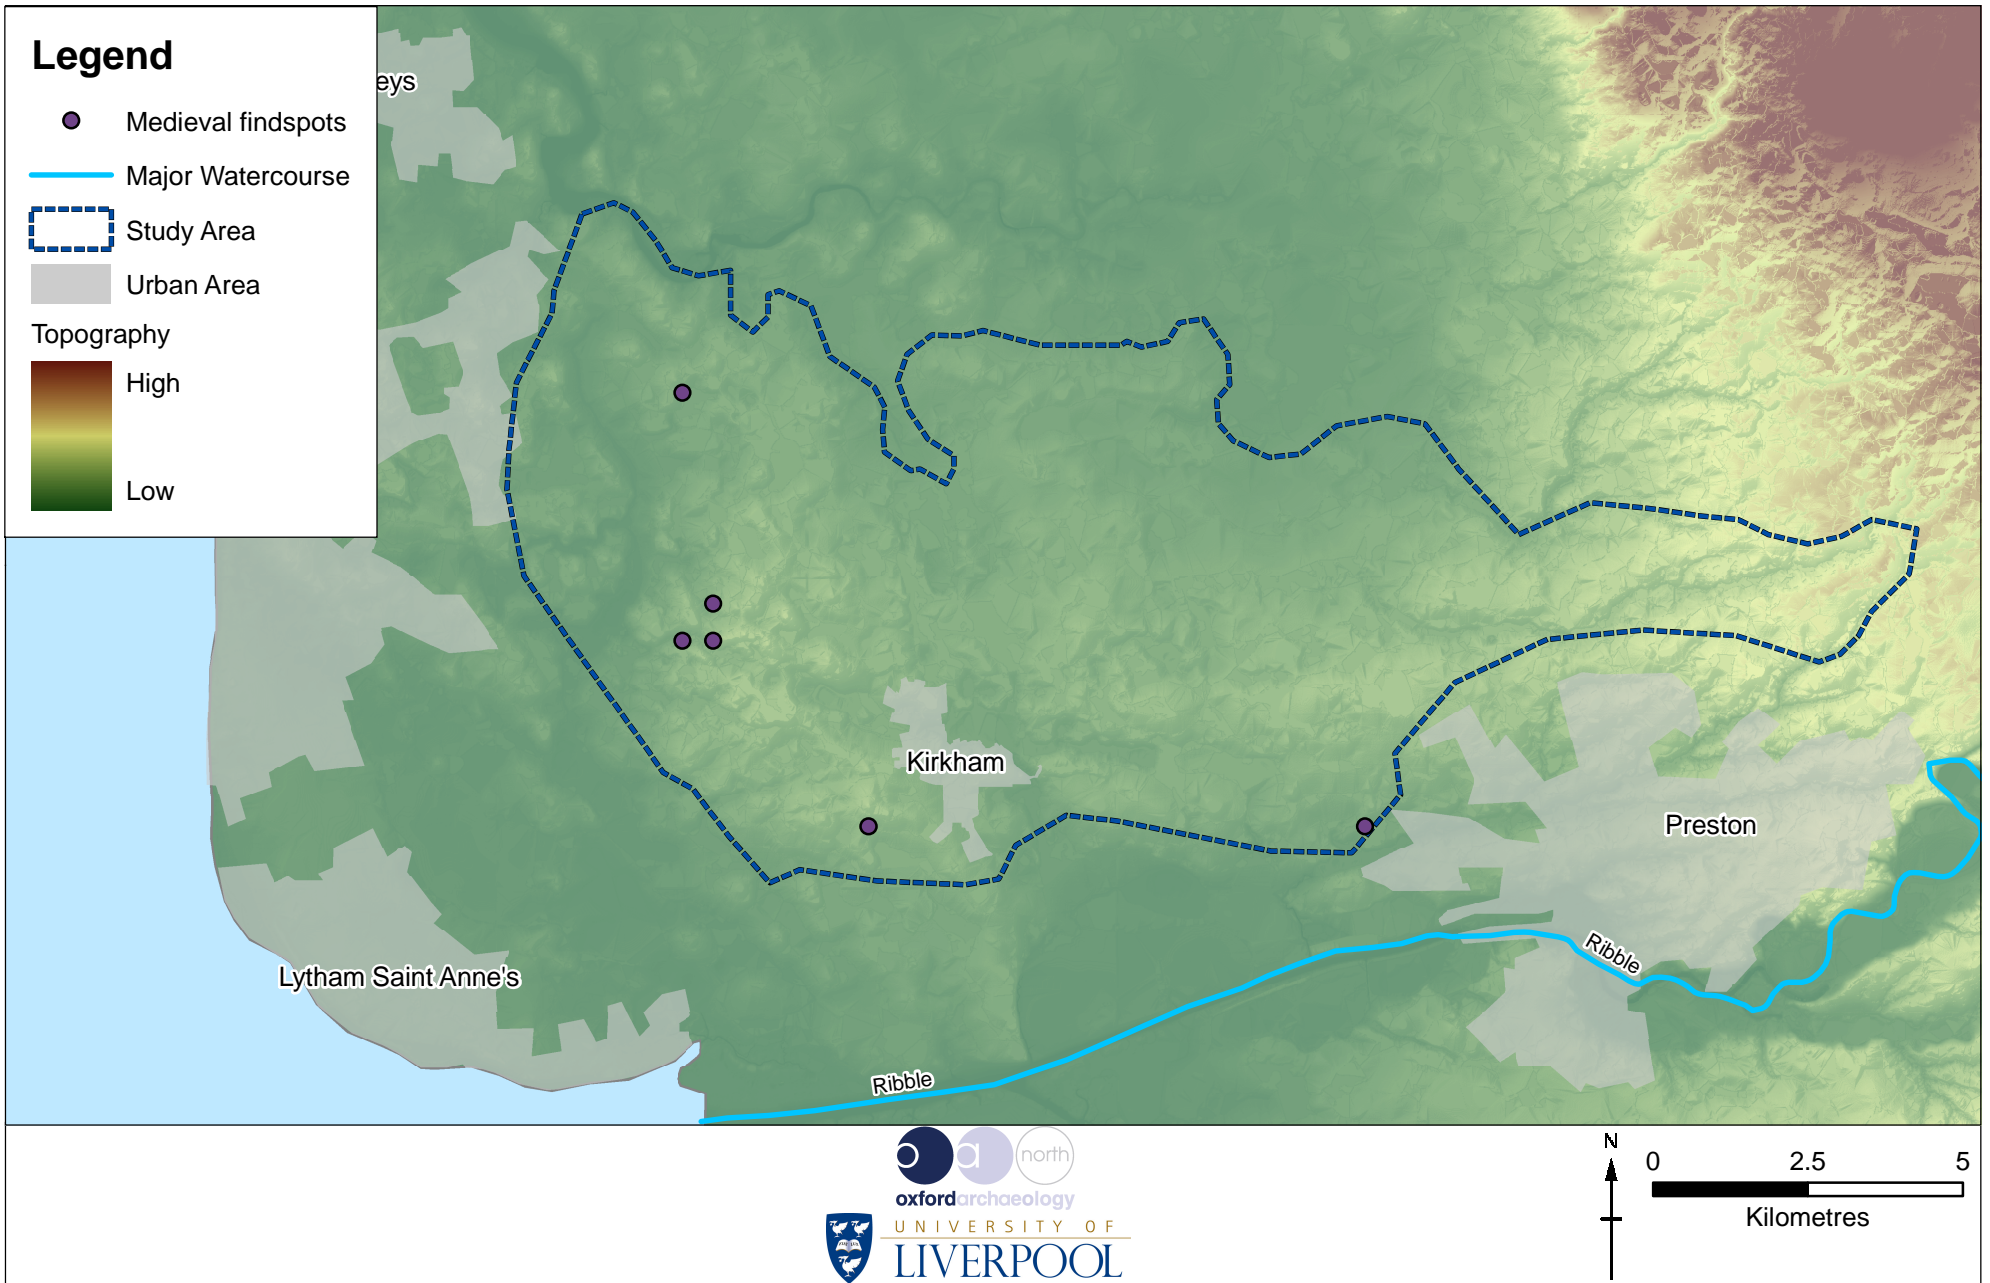 Legend
Medieval findspots
Major Watercourse
Study Area
Urban Area
Topography
High
Low
eys
Kirkham
Preston
Lytham Saint Anne's
Ribble
Ribble
north
oxfordarchaeology
UNIVERSITY OF
LIVERPOOL
N
0 2.5 5
Kilometres